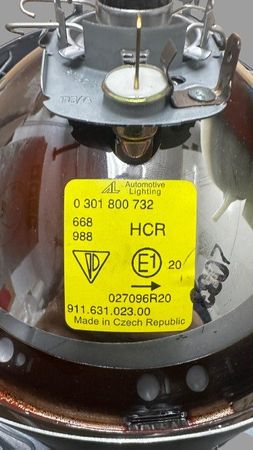 AL Automotive Lighting
0 301 800 732
668
988
HCR
E1 20
027096R20
911.631.023.00
Made in Czech Republic